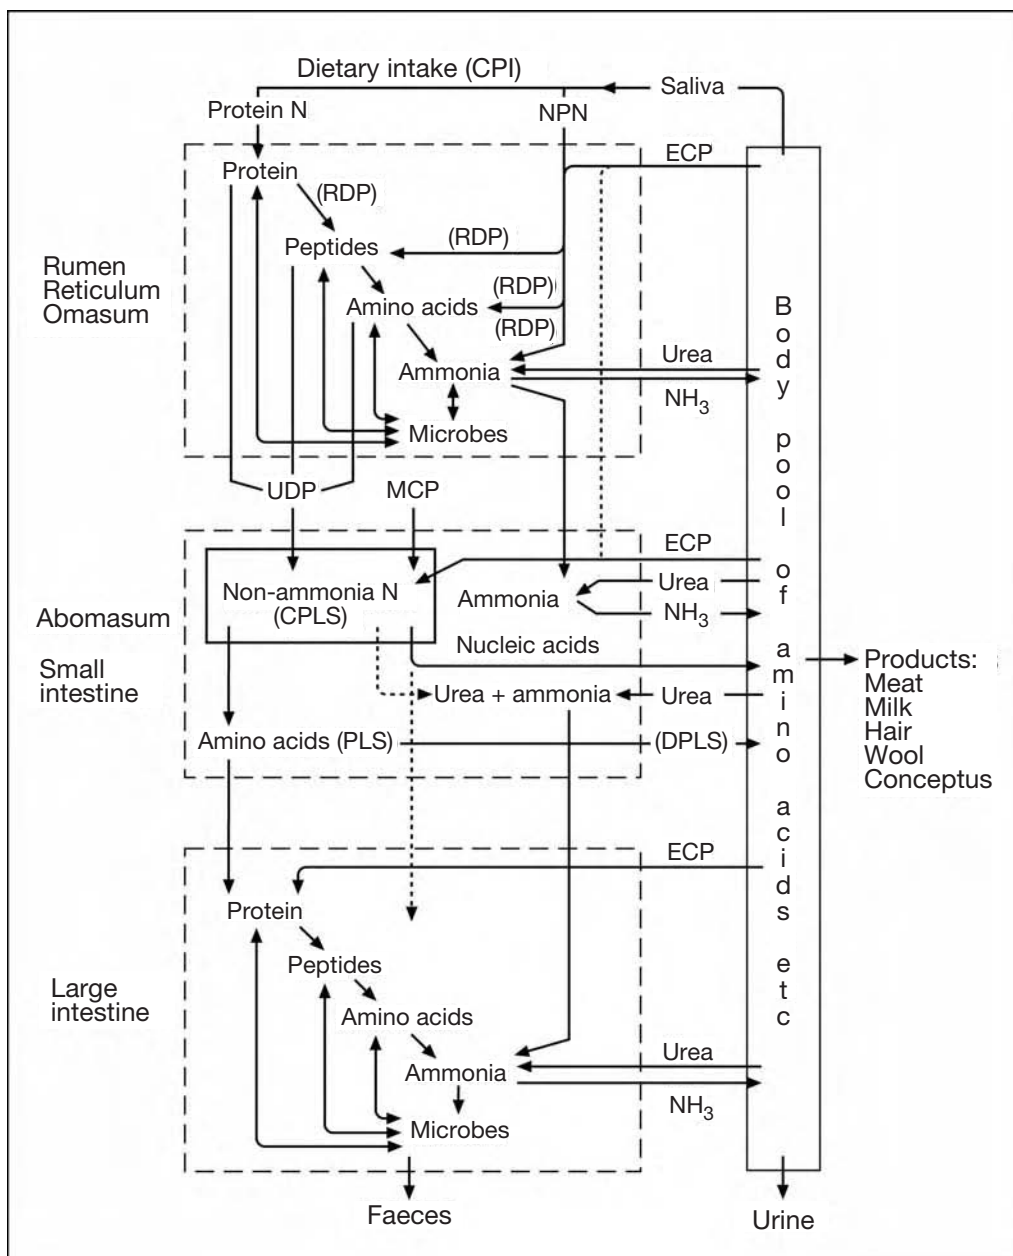 Dietary intake (CPI)
Saliva
Protein N
NPN
ECP
Protein
(RDP)
Peptides
(RDP)
Rumen
Reticulum
Omasum
Amino acids
(RDP)
(RDP)
Ammonia
Urea
NH3
Microbes
UDP
MCP
ECP
Non-ammonia N
(CPLS)
Ammonia
Urea
NH3
Abomasum
Small
intestine
Nucleic acids
Urea + ammonia
Urea
Amino acids (PLS)
(DPLS)
Body pool of amino acids etc
Products:
Meat
Milk
Hair
Wool
Conceptus
ECP
Protein
Peptides
Large
intestine
Amino acids
Ammonia
Urea
NH3
Microbes
Faeces
Urine